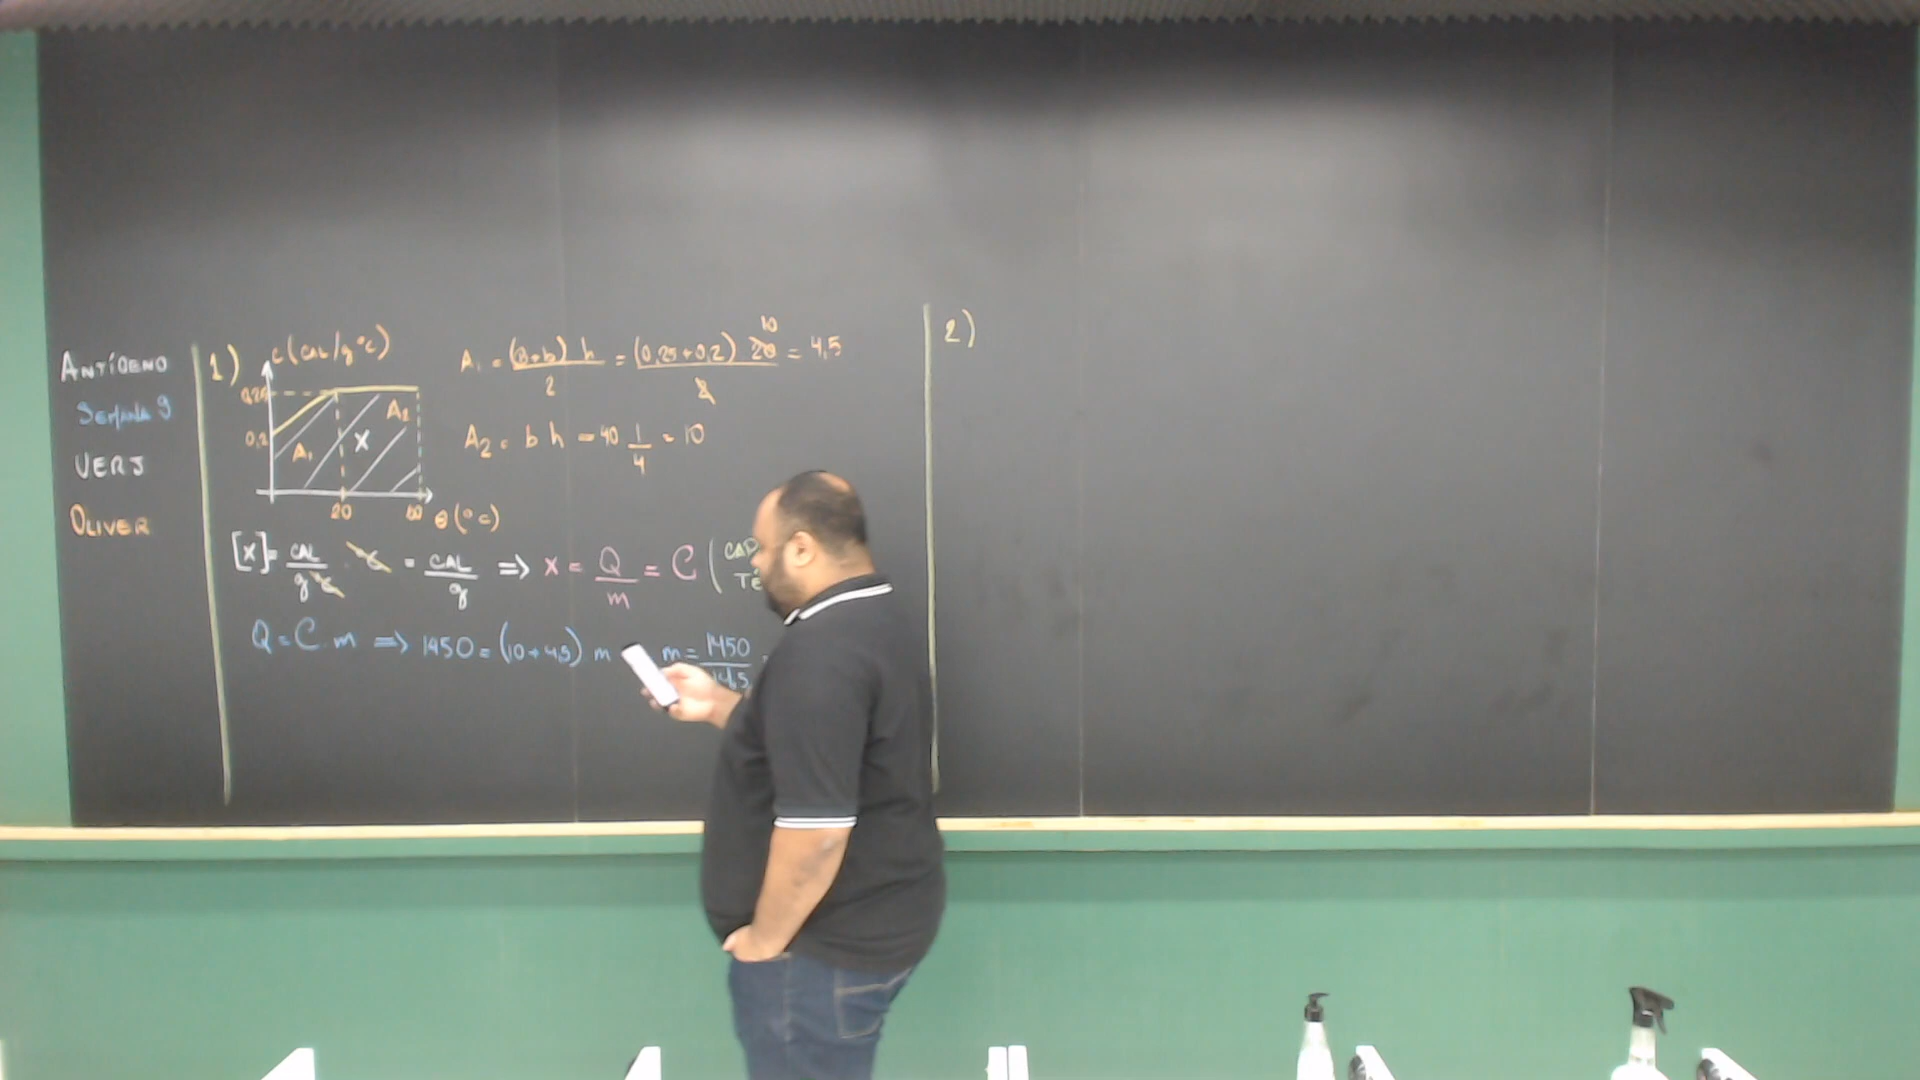 ANTÍGENO
SEMANA 9
UERJ
OLIVER
1)
C (CAL/g°C)
0,25
0,2
A₁
X
A₂
20
60
θ (°C)
A₁ = (B+b) h / 2 = (0,25+0,2) 20 / 2 = 4,5
10
A₂ = b h = 40 1/4 = 10
[X] = CAL/g°C · °C = CAL/g ⇒ X = Q/m = C (
Q = C · m ⇒ 1450 = (10+4,5) m
m = 1450/14,5
2)